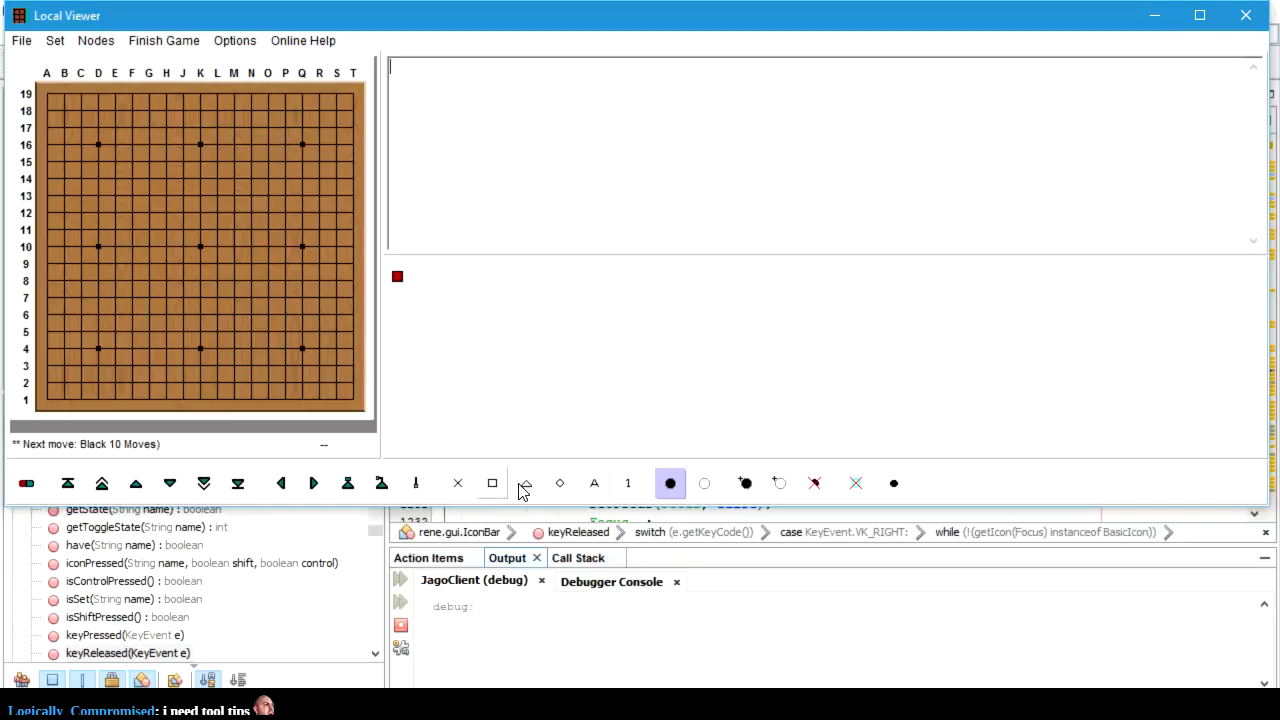 Local Viewer
File Set Nodes Finish Game Options Online Help
A B C D E F G H J K L M N O P Q R S T
19
18
17
16
15
14
13
12
11
10
9
8
7
6
5
4
3
2
1
** Next move: Black 10 Moves) --
A 1
getState(String name) : boolean
getToggleState(String name) : int
have(String name) : boolean
iconPressed(String name, boolean shift, boolean control)
isControlPressed() : boolean
isSet(String name) : boolean
isShiftPressed() : boolean
keyPressed(KeyEvent e)
keyReleased(KeyEvent e)
rene.gui.IconBar keyReleased switch (e.getKeyCode()) case KeyEvent.VK_RIGHT: while (!(getIcon(Focus) instanceof BasicIcon))
Action Items Output Call Stack
JagoClient (debug) Debugger Console
debug:
Logically_Compromised: i need tool tips